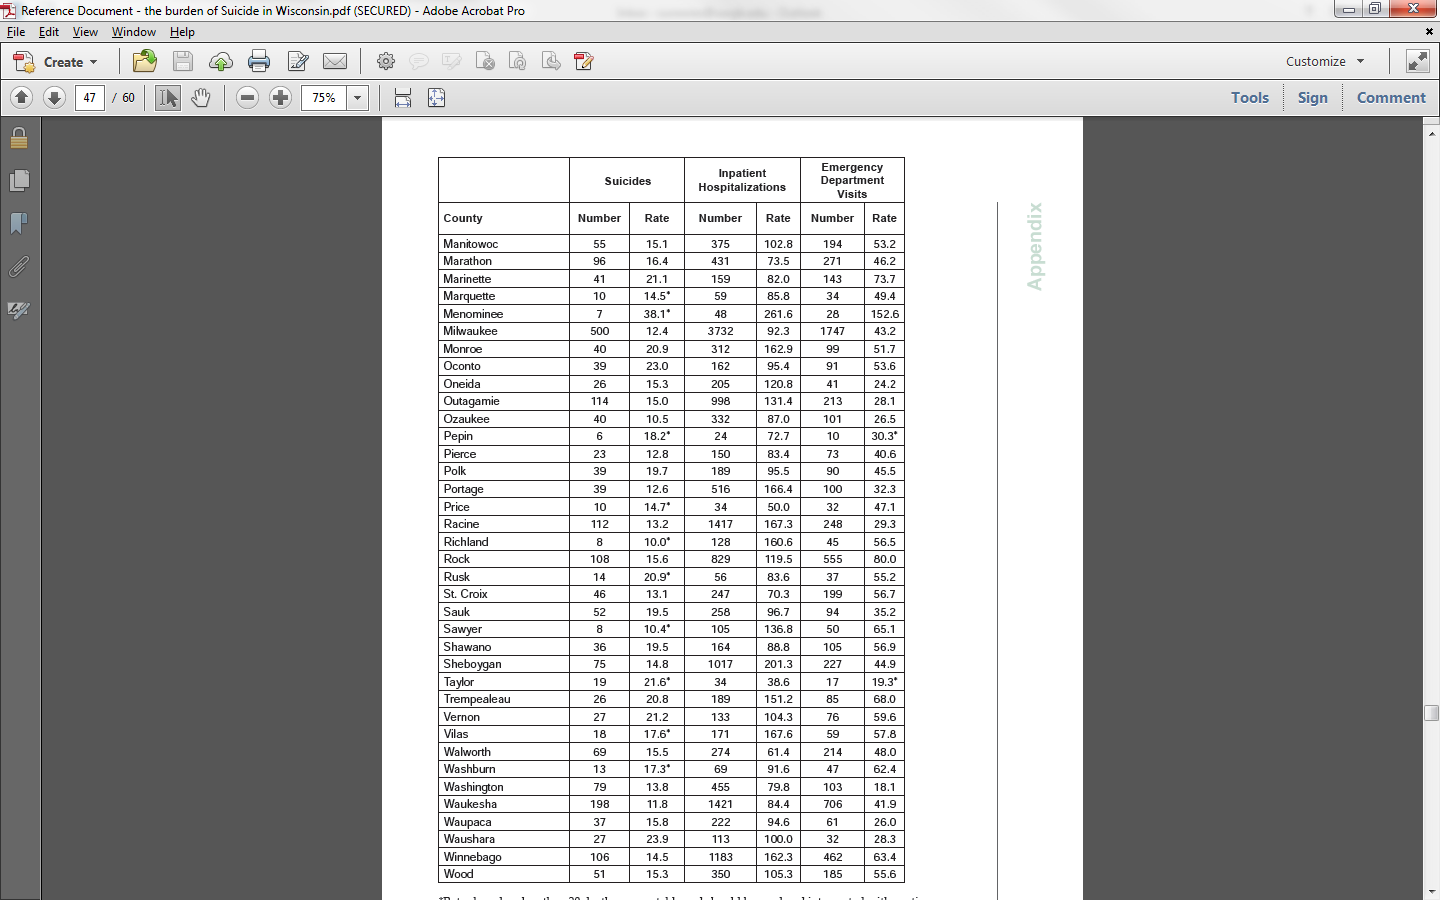 Reference Document - the burden of Suicide in Wisconsin.pdf (SECURED) - Adobe Acrobat Pro
File Edit View Window Help
Create Customize
47 / 60 75% Tools Sign Comment
Suicides Inpatient Hospitalizations Emergency Department Visits
County Number Rate Number Rate Number Rate
Manitowoc 55 15.1 375 102.8 194 53.2
Marathon 96 16.4 431 73.5 271 46.2
Marinette 41 21.1 159 82.0 143 73.7
Marquette 10 14.5* 59 85.8 34 49.4
Menominee 7 38.1* 48 261.6 28 152.6
Milwaukee 500 12.4 3732 92.3 1747 43.2
Monroe 40 20.9 312 162.9 99 51.7
Oconto 39 23.0 162 95.4 91 53.6
Oneida 26 15.3 205 120.8 41 24.2
Outagamie 114 15.0 998 131.4 213 28.1
Ozaukee 40 10.5 332 87.0 101 26.5
Pepin 6 18.2* 24 72.7 10 30.3*
Pierce 23 12.8 150 83.4 73 40.6
Polk 39 19.7 189 95.5 90 45.5
Portage 39 12.6 516 166.4 100 32.3
Price 10 14.7* 34 50.0 32 47.1
Racine 112 13.2 1417 167.3 248 29.3
Richland 8 10.0* 128 160.6 45 56.5
Rock 108 15.6 829 119.5 555 80.0
Rusk 14 20.9* 56 83.6 37 55.2
St. Croix 46 13.1 247 70.3 199 56.7
Sauk 52 19.5 258 96.7 94 35.2
Sawyer 8 10.4* 105 136.8 50 65.1
Shawano 36 19.5 164 88.8 105 56.9
Sheboygan 75 14.8 1017 201.3 227 44.9
Taylor 19 21.6* 34 38.6 17 19.3*
Trempealeau 26 20.8 189 151.2 85 68.0
Vernon 27 21.2 133 104.3 76 59.6
Vilas 18 17.6* 171 167.6 59 57.8
Walworth 69 15.5 274 61.4 214 48.0
Washburn 13 17.3* 69 91.6 47 62.4
Washington 79 13.8 455 79.8 103 18.1
Waukesha 198 11.8 1421 84.4 706 41.9
Waupaca 37 15.8 222 94.6 61 26.0
Waushara 27 23.9 113 100.0 32 28.3
Winnebago 106 14.5 1183 162.3 462 63.4
Wood 51 15.3 350 105.3 185 55.6
Appendix